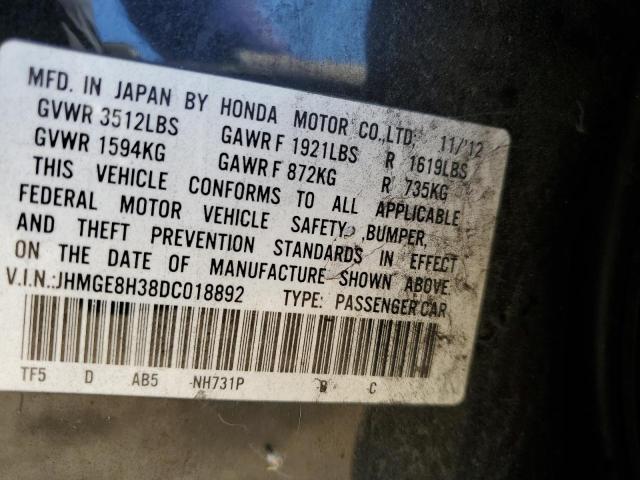 MFD. IN JAPAN BY HONDA MOTOR CO.,LTD. 11/'12
GVWR 3512LBS GAWR F 1921LBS R 1619LBS
GVWR 1594KG GAWR F 872KG R 735KG
THIS VEHICLE CONFORMS TO ALL APPLICABLE
FEDERAL MOTOR VEHICLE SAFETY, BUMPER,
AND THEFT PREVENTION STANDARDS IN EFFECT
ON THE DATE OF MANUFACTURE SHOWN ABOVE.
V.I.N.:JHMGE8H38DC018892 TYPE: PASSENGER CAR
TF5 D AB5 NH731P B C